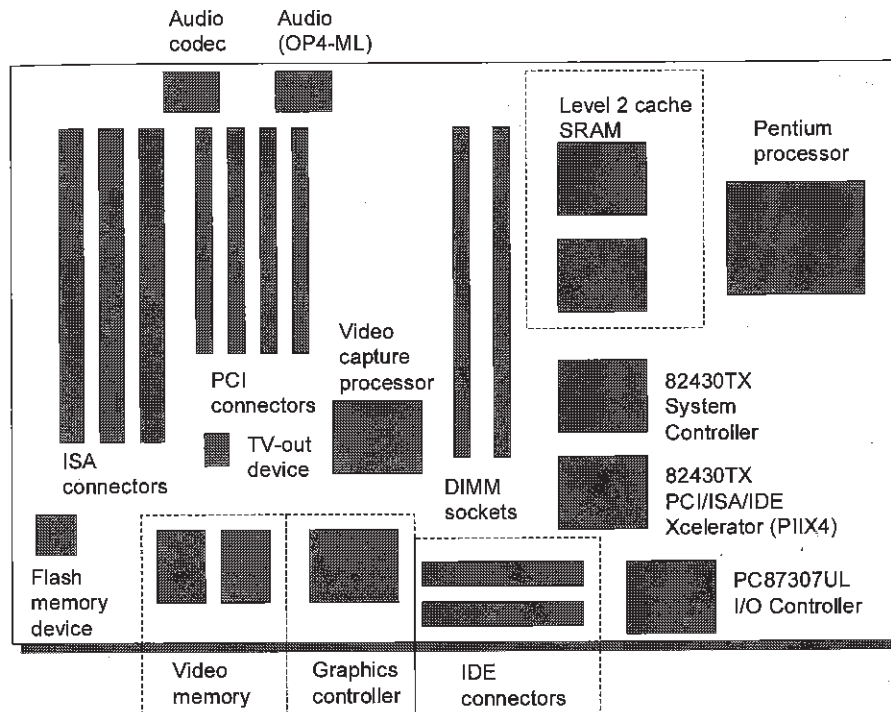 Audio
codec
Audio
(OP4-ML)
Level 2 cache
SRAM
Pentium
processor
Video
capture
processor
PCI
connectors
82430TX
System
Controller
TV-out
device
ISA
connectors
DIMM
sockets
82430TX
PCI/ISA/IDE
Xcelerator (PIIX4)
Flash
memory
device
PC87307UL
I/O Controller
Video
memory
Graphics
controller
IDE
connectors